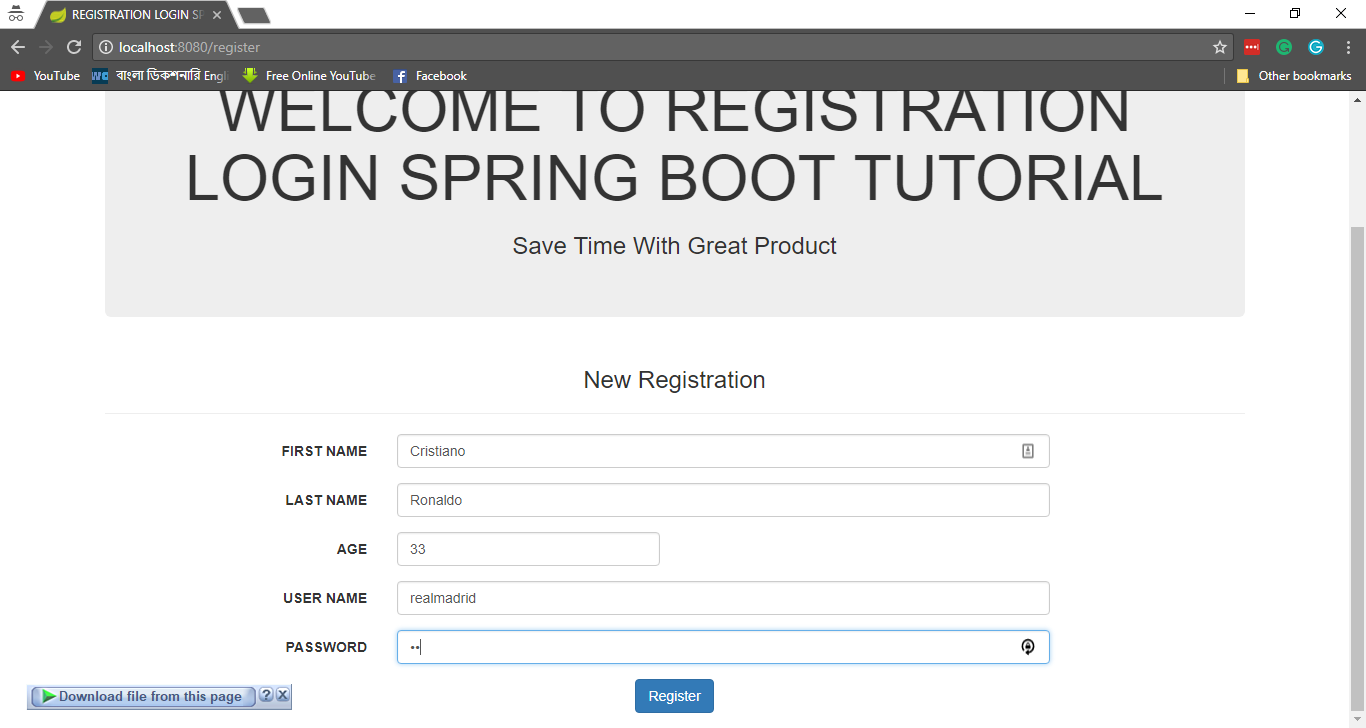 REGISTRATION LOGIN SP
localhost:8080/register
YouTube
বাংলা ডিকশনারি Engl
Free Online YouTube
Facebook
Other bookmarks
WELCOME TO REGISTRATION
LOGIN SPRING BOOT TUTORIAL
Save Time With Great Product
New Registration
FIRST NAME Cristiano
LAST NAME Ronaldo
AGE 33
USER NAME realmadrid
PASSWORD ••
Download file from this page
Register